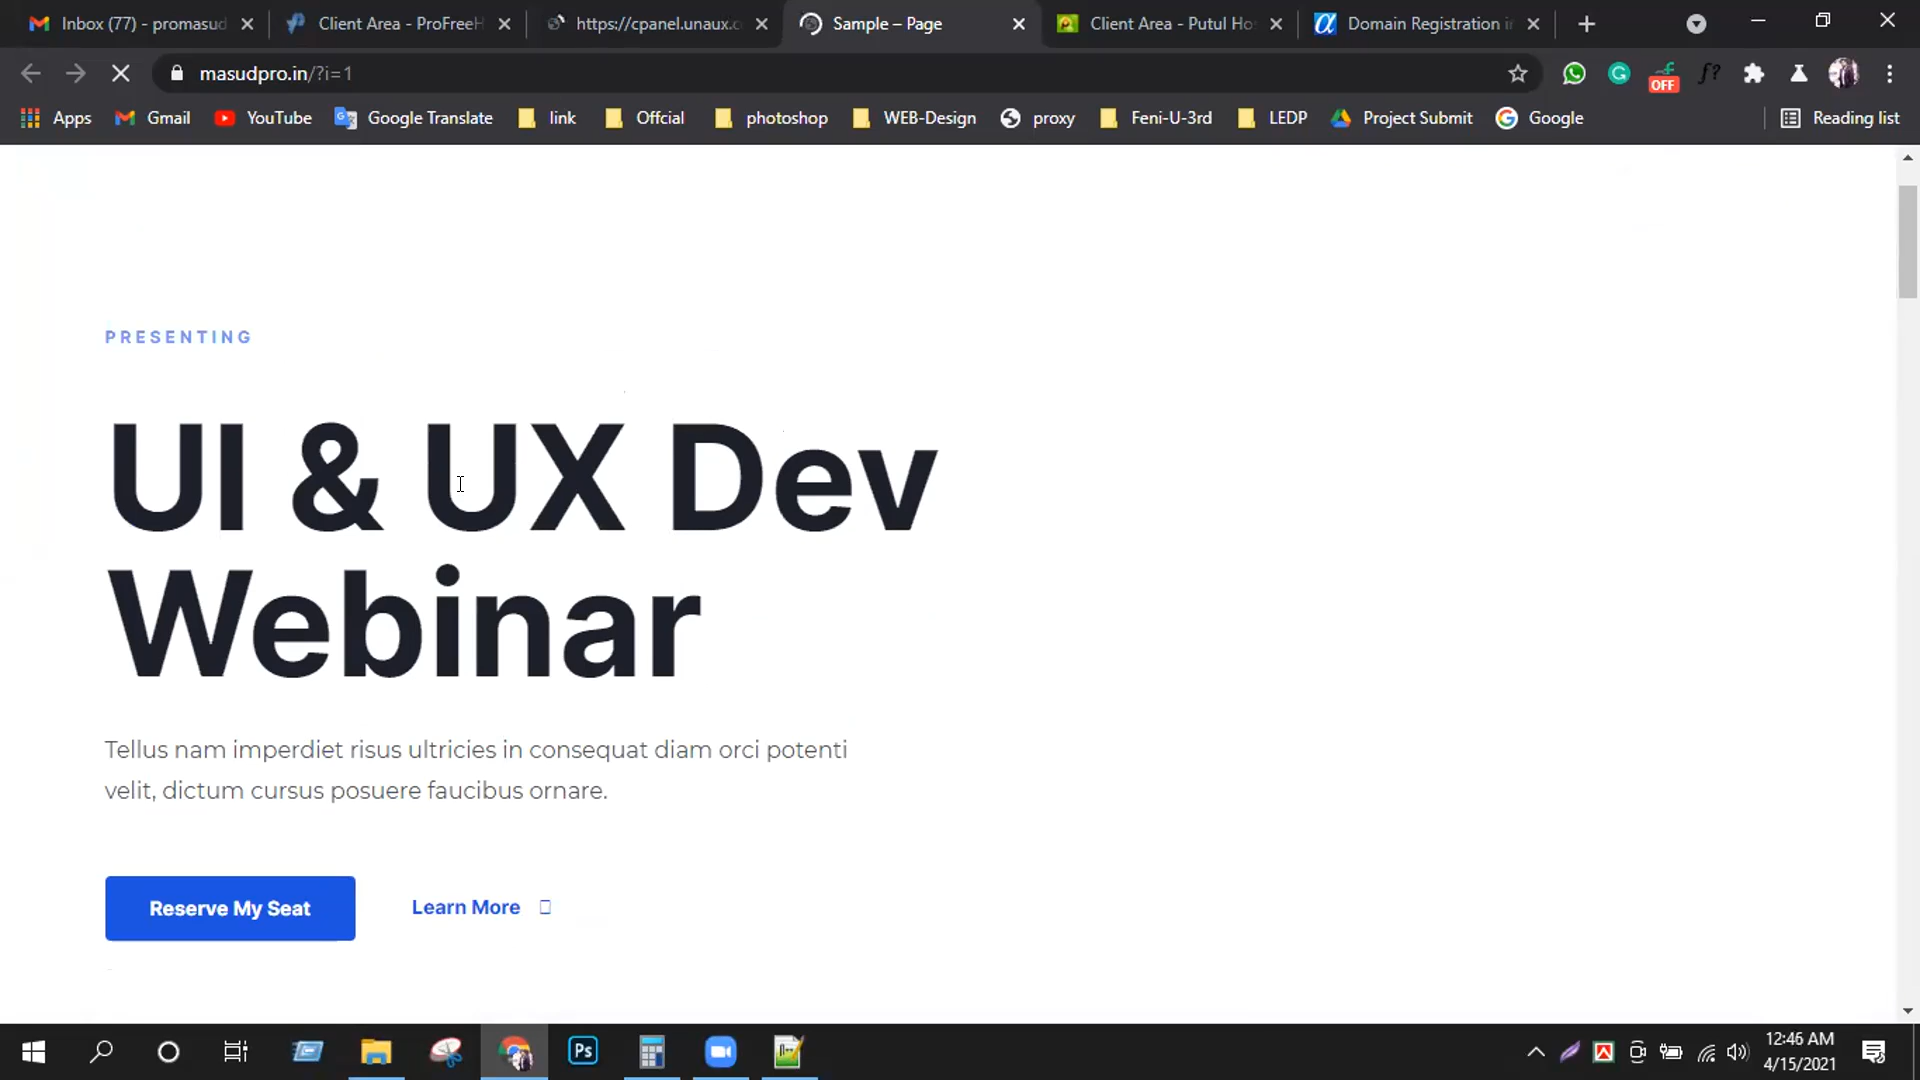 Inbox (77) - promasud
Client Area - ProFreeH
https://cpanel.unaux.c
Sample – Page
Client Area - Putul Ho
Domain Registration i
masudpro.in/?i=1
OFF
f?
Apps
Gmail
YouTube
Google Translate
link
Offcial
photoshop
WEB-Design
proxy
Feni-U-3rd
LEDP
Project Submit
Google
Reading list
PRESENTING
UI & UX Dev
Webinar
Tellus nam imperdiet risus ultricies in consequat diam orci potenti
velit, dictum cursus posuere faucibus ornare.
Reserve My Seat
Learn More
Ps
12:46 AM
4/15/2021